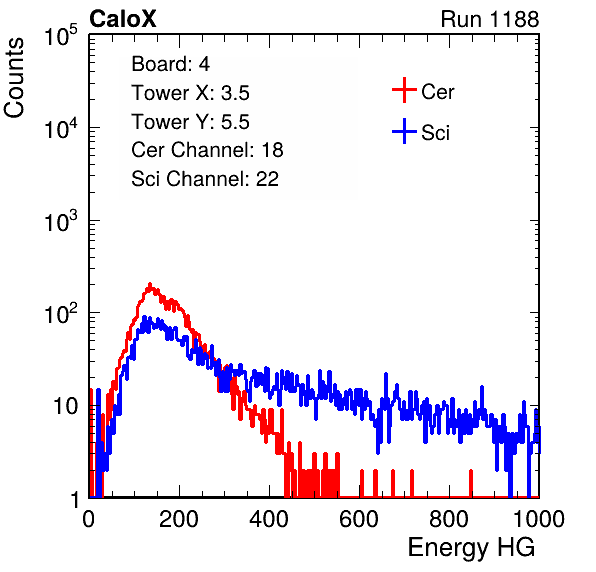 CaloX Run 1188
Counts
10^5
10^4
10^3
10^2
10
1
Board: 4
Tower X: 3.5
Tower Y: 5.5
Cer Channel: 18
Sci Channel: 22
Cer
Sci
0 200 400 600 800 1000
Energy HG